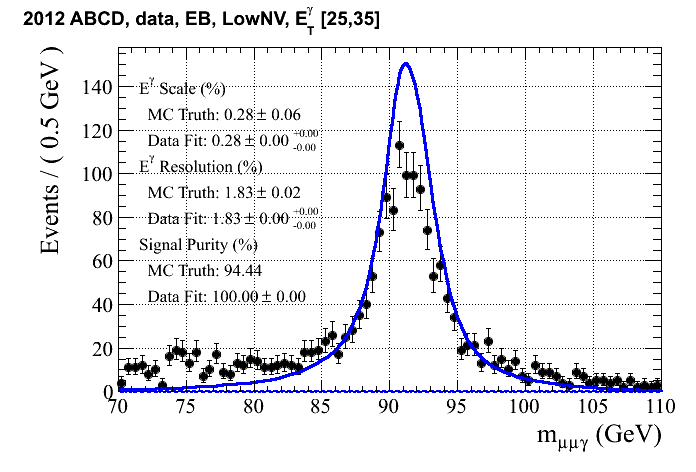 2012 ABCD, data, EB, LowNV, E_T^γ [25,35]
Events / ( 0.5 GeV )
140
120
100
80
60
40
20
0
E^γ Scale (%)
MC Truth: 0.28 ± 0.06
Data Fit: 0.28 ± 0.00 +0.00 -0.00
E^γ Resolution (%)
MC Truth: 1.83 ± 0.02
Data Fit: 1.83 ± 0.00 +0.00 -0.00
Signal Purity (%)
MC Truth: 94.44
Data Fit: 100.00 ± 0.00
70 75 80 85 90 95 100 105 110
m_μμγ (GeV)